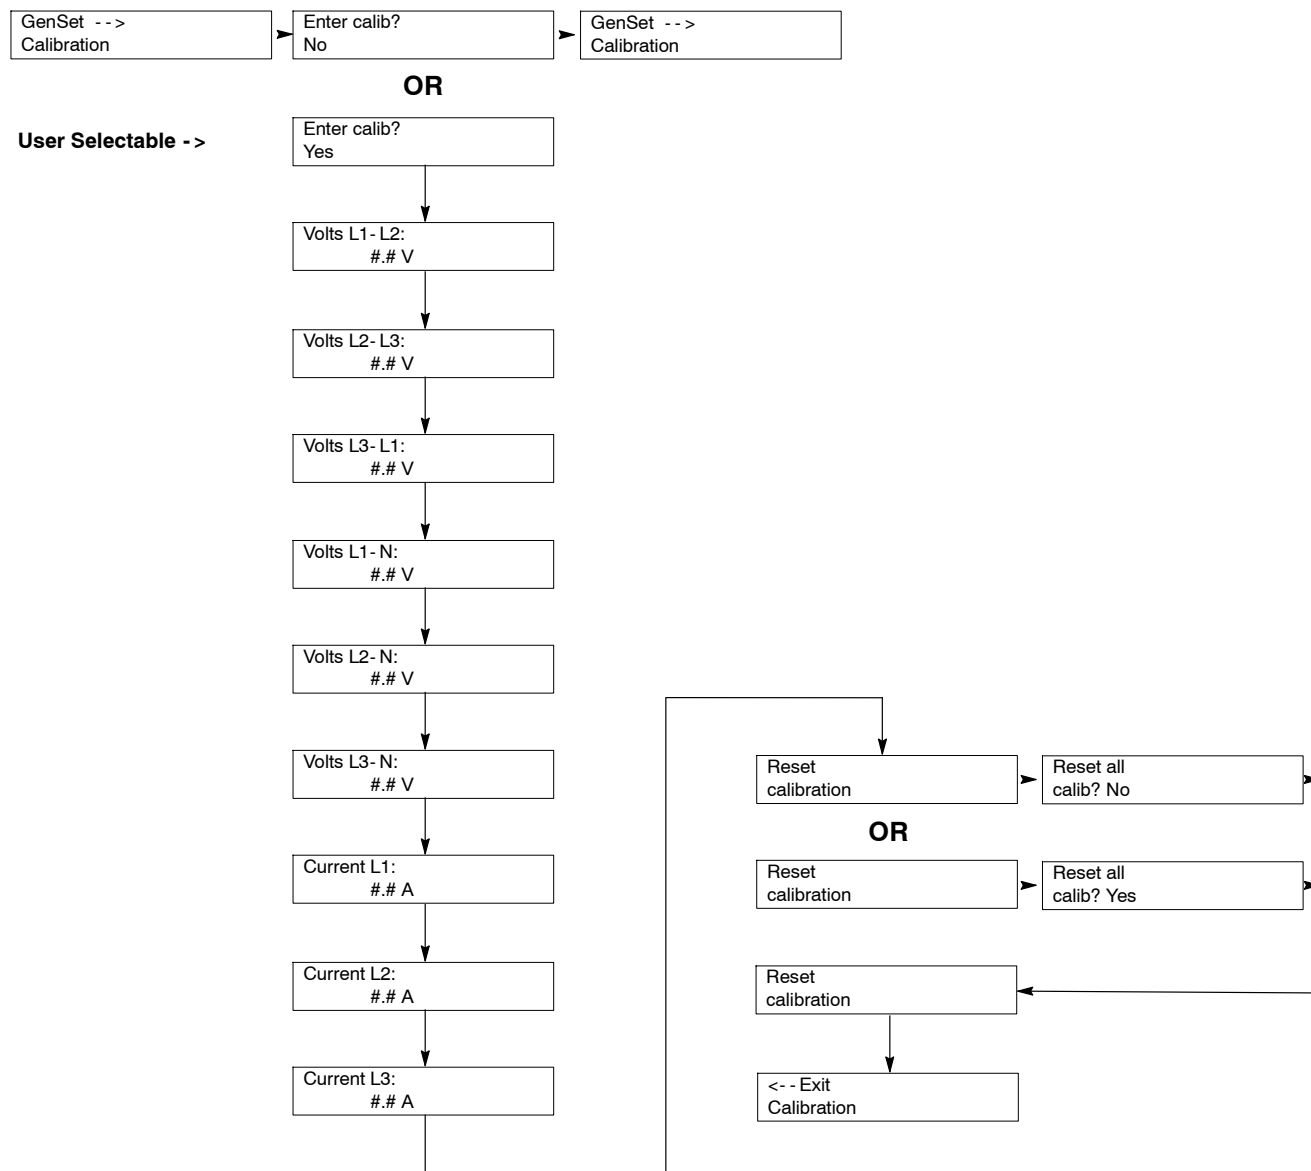 GenSet -->
Calibration
Enter calib?
No
GenSet -->
Calibration
OR
User Selectable ->
Enter calib?
Yes
Volts L1-L2:
#.# V
Volts L2-L3:
#.# V
Volts L3-L1:
#.# V
Volts L1-N:
#.# V
Volts L2-N:
#.# V
Volts L3-N:
#.# V
Current L1:
#.# A
Current L2:
#.# A
Current L3:
#.# A
Reset
calibration
Reset all
calib? No
OR
Reset
calibration
Reset all
calib? Yes
Reset
calibration
<--Exit
Calibration